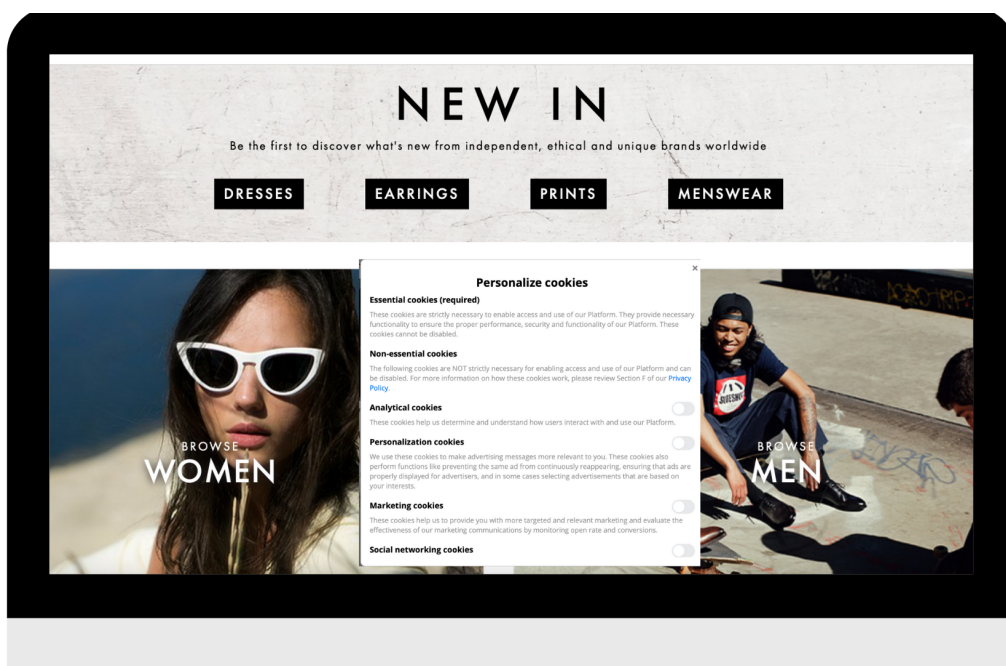 NEW IN
Be the first to discover what's new from independent, ethical and unique brands worldwide
DRESSES
EARRINGS
PRINTS
MENSWEAR
BROWSE
WOMEN
×
Personalize cookies
Essential cookies (required)
These cookies are strictly necessary to enable access and use of our Platform. They provide necessary
functionality to ensure the proper performance, security and functionality of our Platform. These
cookies cannot be disabled.
Non-essential cookies
The following cookies are NOT strictly necessary for enabling access and use of our Platform and can
be disabled. For more information on how these cookies work, please review Section F of our Privacy
Policy.
Analytical cookies
These cookies help us determine and understand how users interact with and use our Platform.
Personalization cookies
We use these cookies to make advertising messages more relevant to you. These cookies also
perform functions like preventing the same ad from continuously reappearing, ensuring that ads are
properly displayed for advertisers, and in some cases selecting advertisements that are based on
your interests.
Marketing cookies
These cookies help us to provide you with more targeted and relevant marketing and evaluate the
effectiveness of our marketing communications by monitoring open rate and conversions.
Social networking cookies
BROWSE
MEN